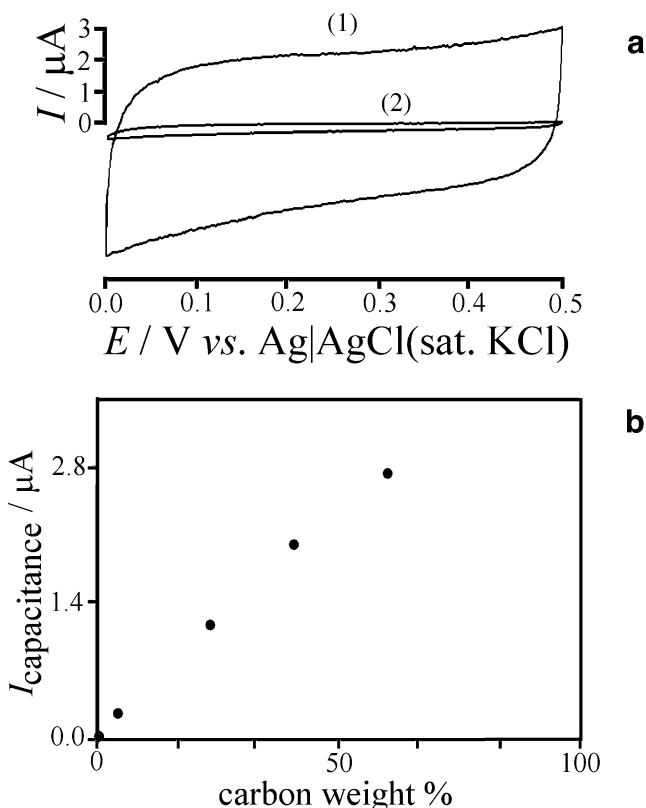 a
(1)
(2)
I / μA
3
2
1
0
0.0 0.1 0.2 0.3 0.4 0.5
E / V vs. Ag|AgCl(sat. KCl)
b
Icapacitance / μA
2.8
1.4
0.0
0 50 100
carbon weight %